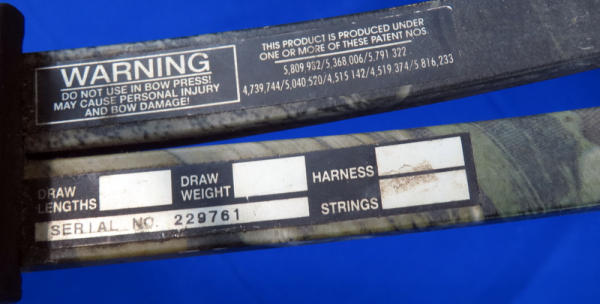 WARNING
DO NOT USE IN BOW PRESS!
MAY CAUSE PERSONAL INJURY
AND BOW DAMAGE!
THIS PRODUCT IS PRODUCED UNDER
ONE OR MORE OF THESE PATENT NOS
5,809,982/5,368,006/5,791 322
4,739,744/5,040 520/4,515 142/4,519 374/5 816,233
DRAW
LENGTHS
DRAW
WEIGHT
HARNESS
STRINGS
SERIAL NO. 229761